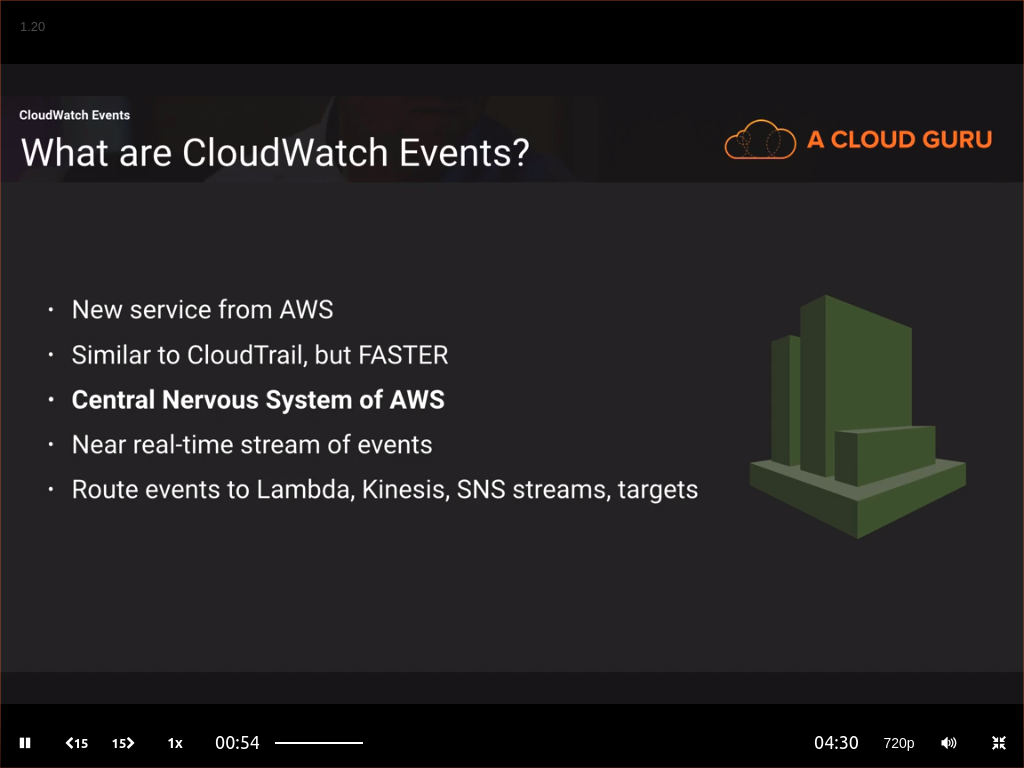 1.20
CloudWatch Events
What are CloudWatch Events?
A CLOUD GURU
• New service from AWS
• Similar to CloudTrail, but FASTER
• Central Nervous System of AWS
• Near real-time stream of events
• Route events to Lambda, Kinesis, SNS streams, targets
15 15 1x 00:54 04:30 720p